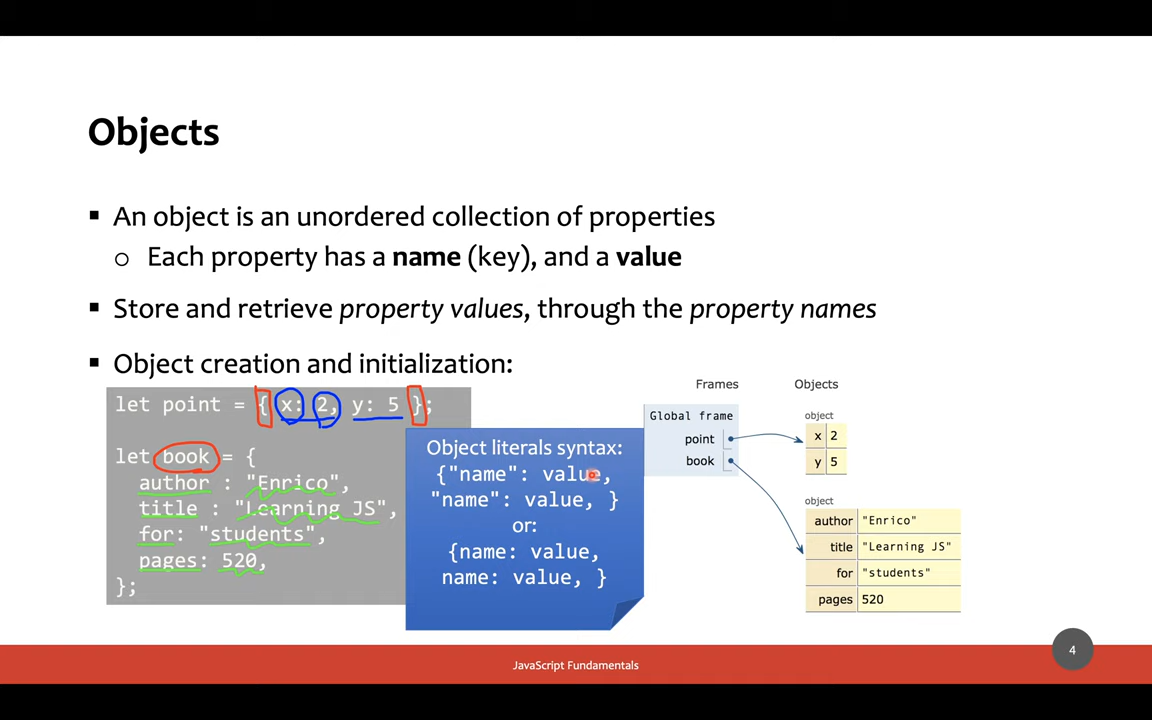 Objects
▪ An object is an unordered collection of properties
o Each property has a name (key), and a value
▪ Store and retrieve property values, through the property names
▪ Object creation and initialization:
let point = { x: 2, y: 5 };
let book = {
author : "Enrico",
title : "Learning JS",
for: "students",
pages: 520,
};
Object literals syntax:
{"name": value,
"name": value, }
or:
{name: value,
name: value, }
Frames
Objects
Global frame
point
book
object
x 2
y 5
object
author "Enrico"
title "Learning JS"
for "students"
pages 520
JavaScript Fundamentals
4